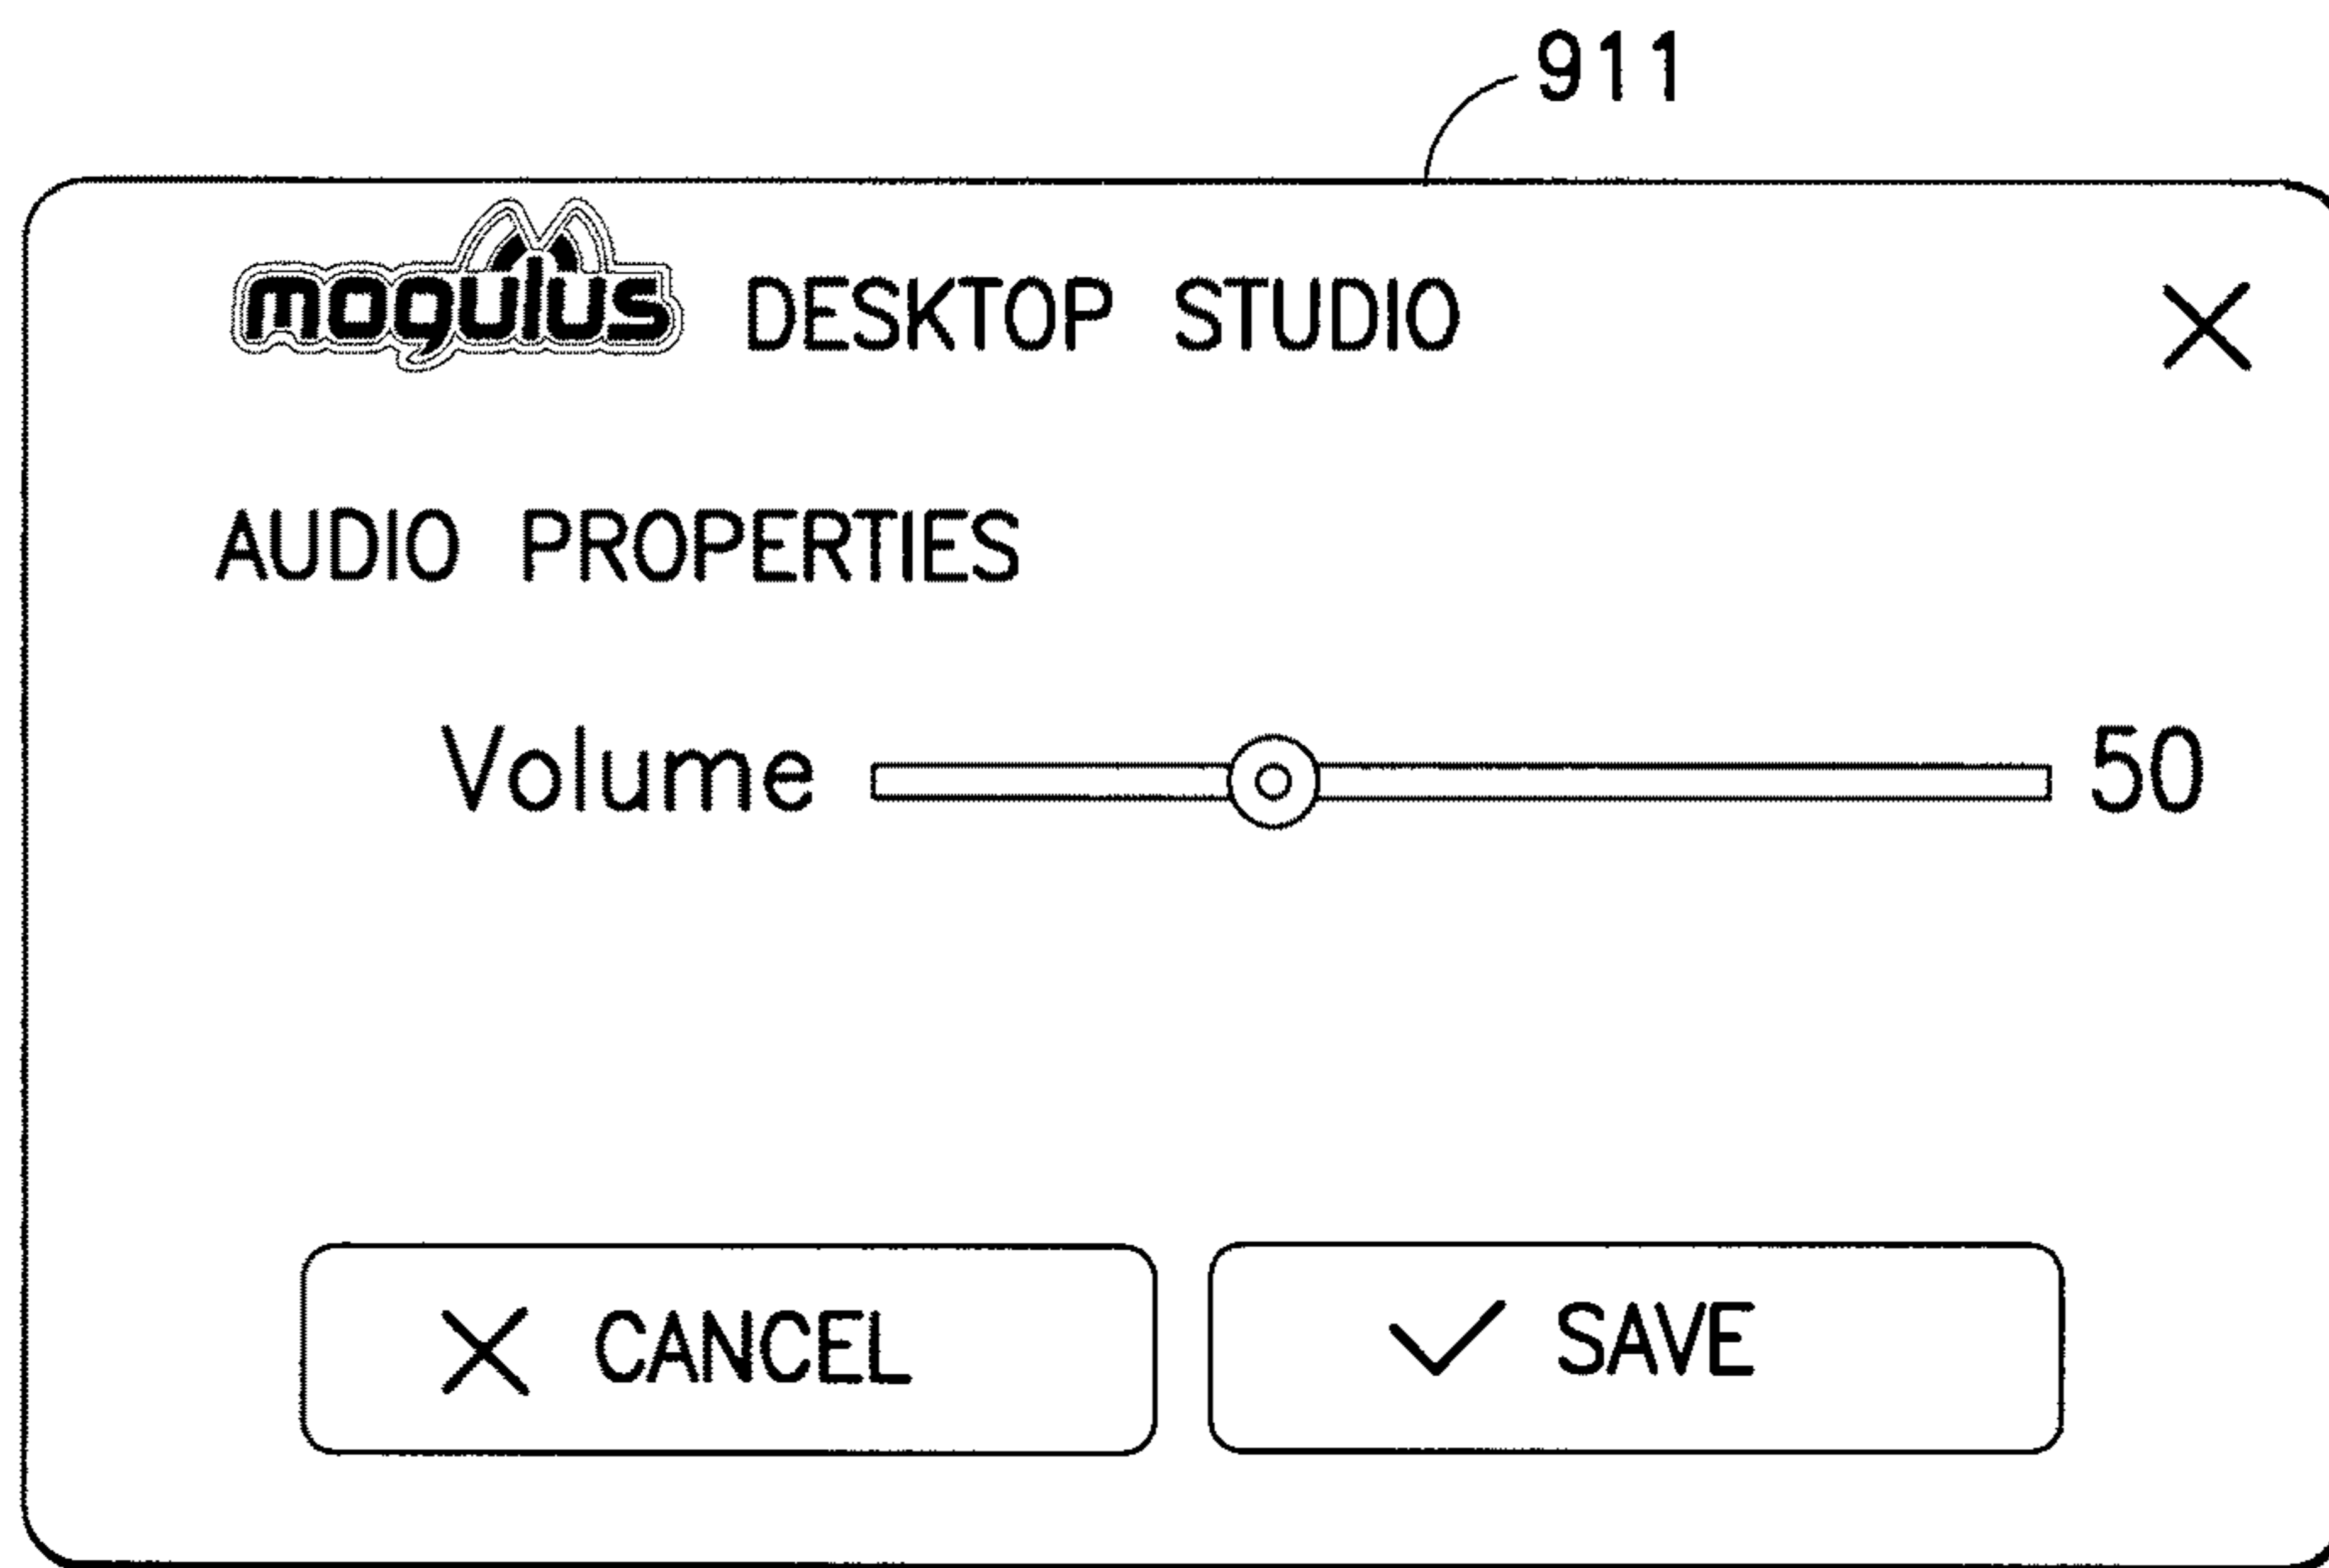 911
mogulus DESKTOP STUDIO
AUDIO PROPERTIES
Volume 50
CANCEL SAVE